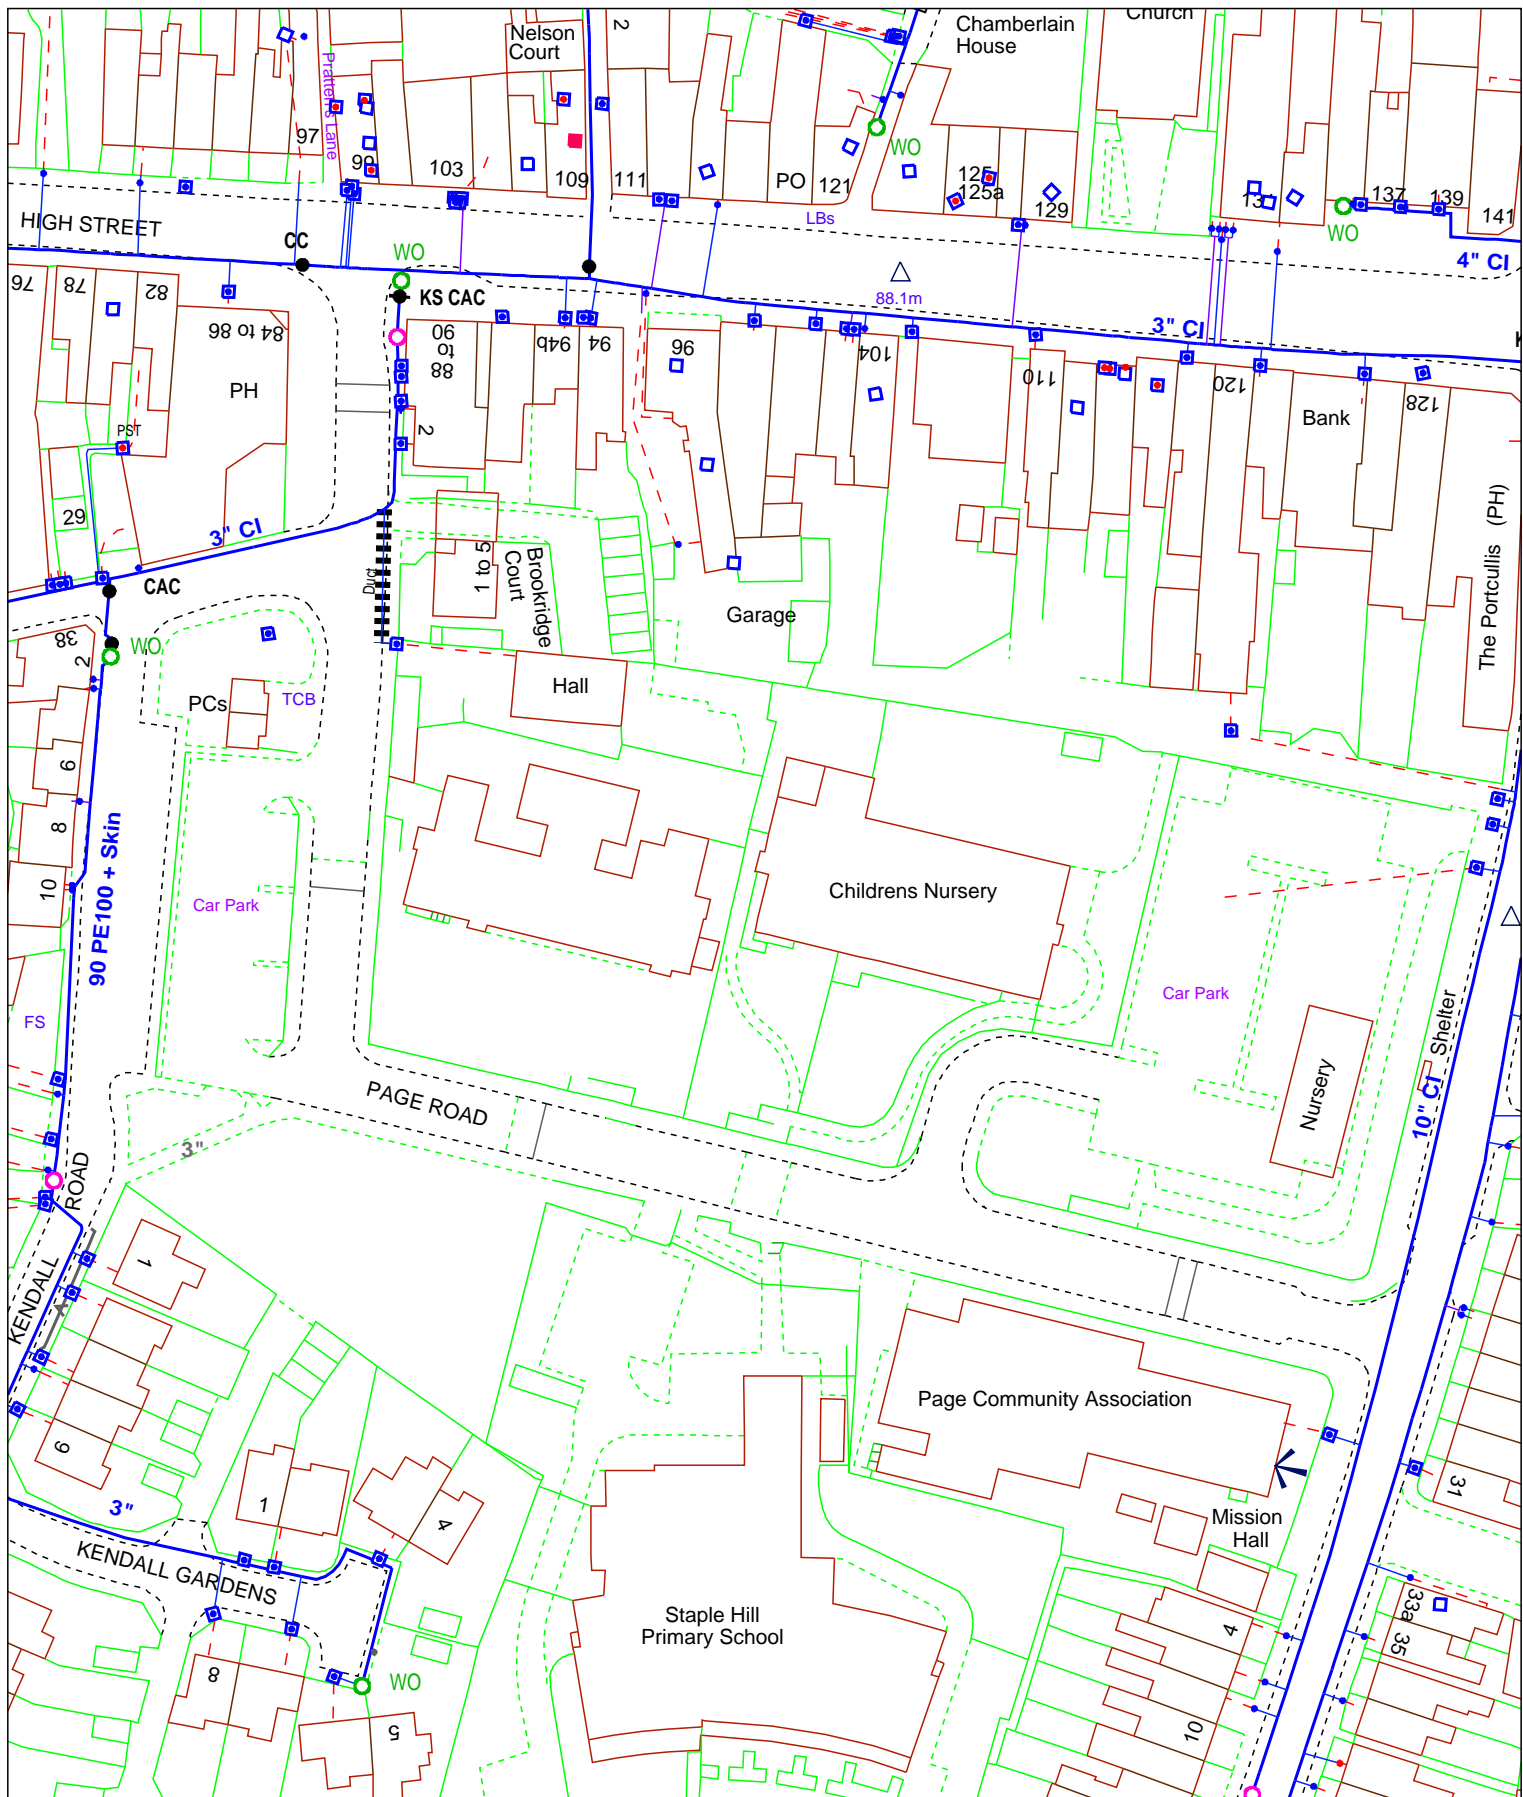 Nelson
Court
2
Chamberlain
House
Church
Pratten's Lane
97
99
103
109
111
PO
121
WO
125
125a
129
137
139
141
WO
HIGH STREET
CC
WO
LBs
88.1m
4" CI
3" CI
KS CAC
76
78
82
84 to 86
PH
90
to
88
94b
94
96
104
110
120
Bank
128
2
PST
29
3" CI
Duct
1 to 5
Brookridge
Court
Garage
The Portcullis (PH)
CAC
38
2
WO
PCs
TCB
Hall
6
8
10
90 PE100 + Skin
Car Park
Childrens Nursery
Car Park
FS
Shelter
Nursery
10" CI
PAGE ROAD
3"
KENDALL ROAD
1
9
A
Page Community Association
Mission
Hall
31
3"
1
4
KENDALL GARDENS
8
WO
5
Staple Hill
Primary School
4
10
33a
35